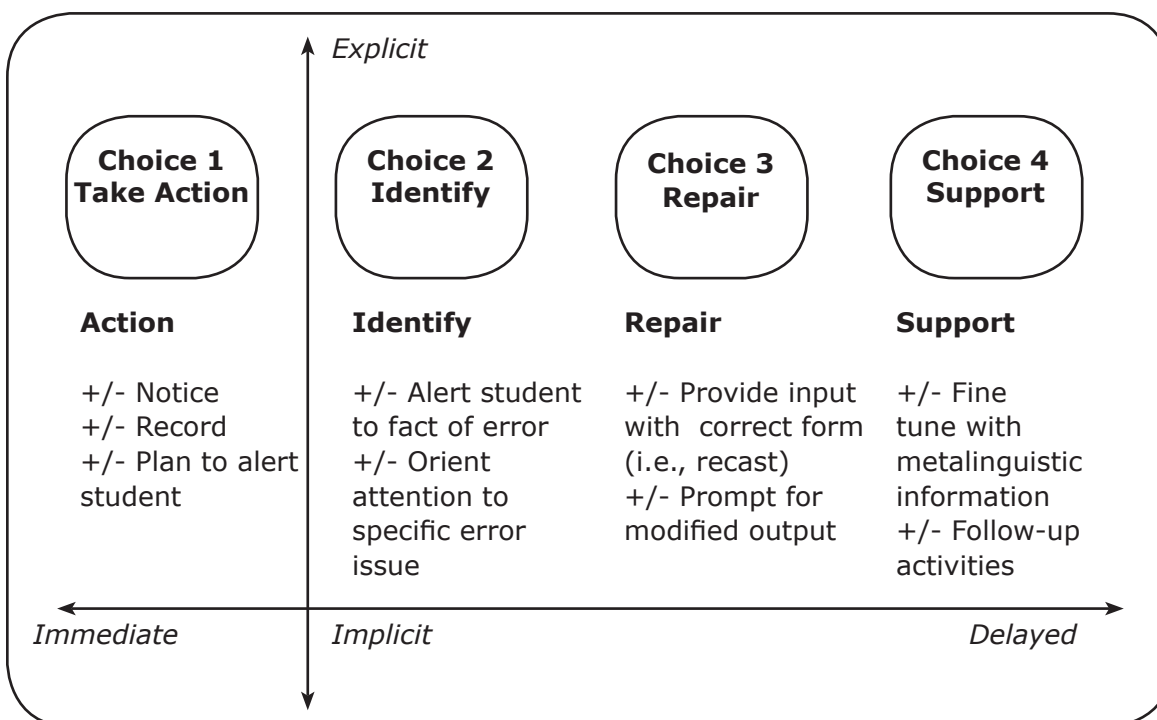 Explicit
Choice 1
Take Action
Choice 2
Identify
Choice 3
Repair
Choice 4
Support
Action
+/- Notice
+/- Record
+/- Plan to alert
student
Identify
+/- Alert student
to fact of error
+/- Orient
attention to
specific error
issue
Repair
+/- Provide input
with correct form
(i.e., recast)
+/- Prompt for
modified output
Support
+/- Fine
tune with
metalinguistic
information
+/- Follow-up
activities
Immediate
Implicit
Delayed